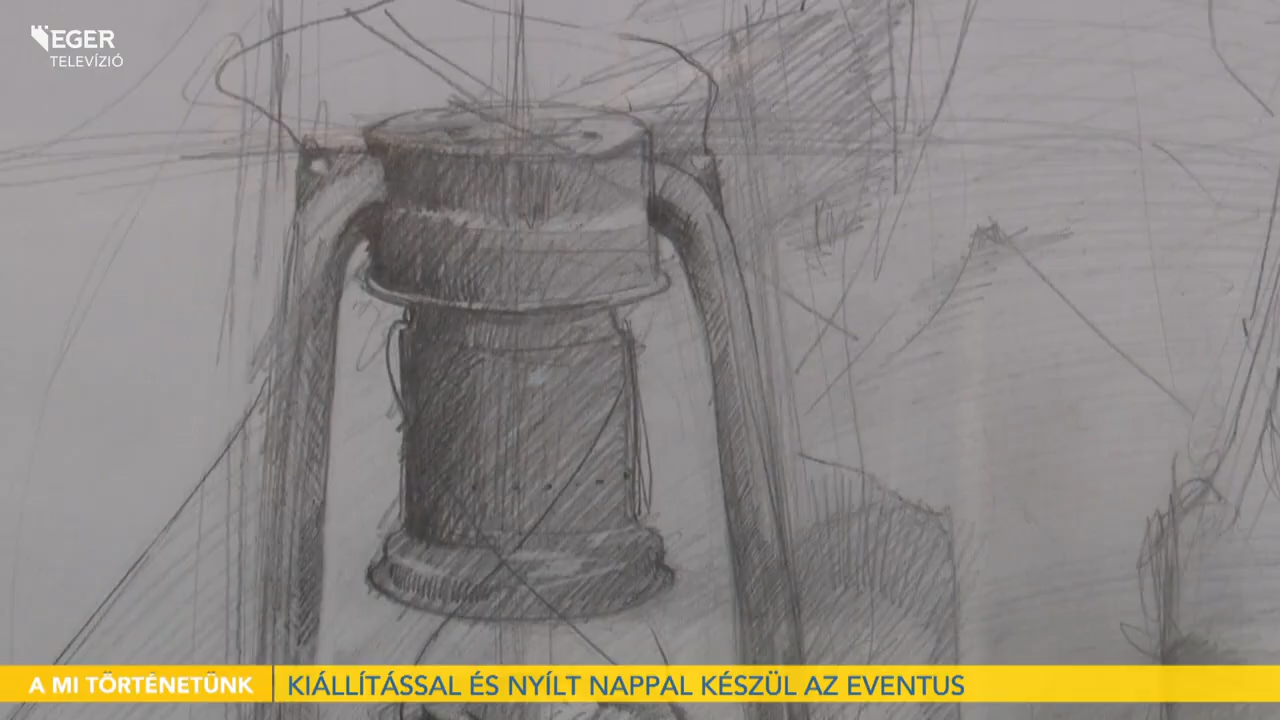 EGER
TELEVÍZIÓ
A MI TÖRTÉNETÜNK
KIÁLLÍTÁSSAL ÉS NYÍLT NAPPAL KÉSZÜL AZ EVENTUS